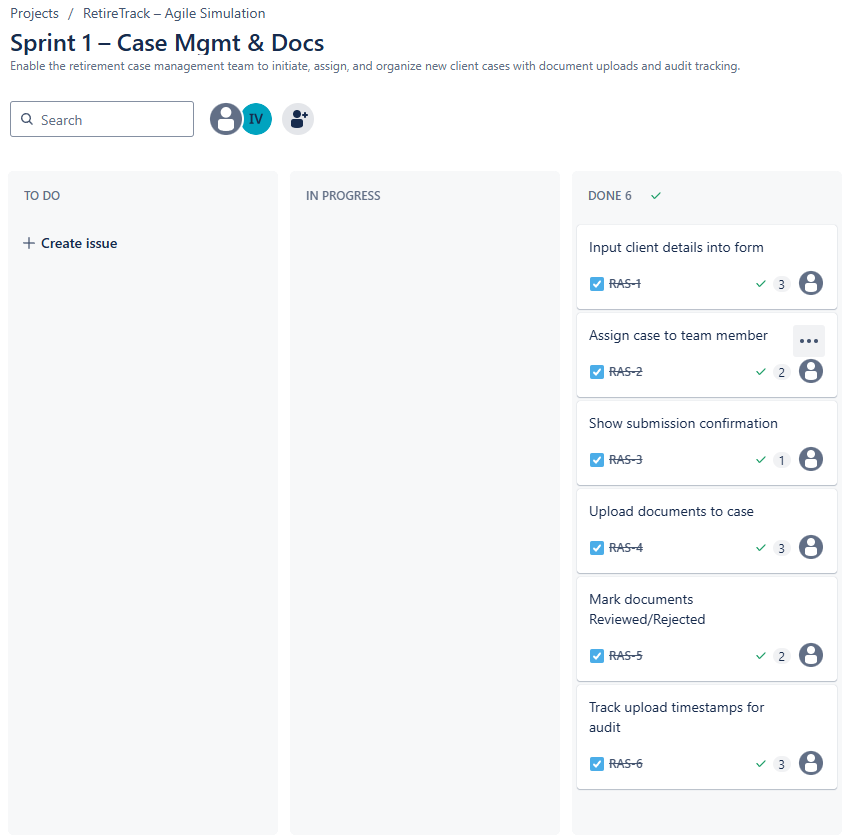 Projects / RetireTrack – Agile Simulation
Sprint 1 – Case Mgmt & Docs
Enable the retirement case management team to initiate, assign, and organize new client cases with document uploads and audit tracking.
Search
IV
TO DO
+ Create issue
IN PROGRESS
DONE 6
Input client details into form
RAS-1
3
Assign case to team member
RAS-2
2
Show submission confirmation
RAS-3
1
Upload documents to case
RAS-4
3
Mark documents
Reviewed/Rejected
RAS-5
2
Track upload timestamps for
audit
RAS-6
3